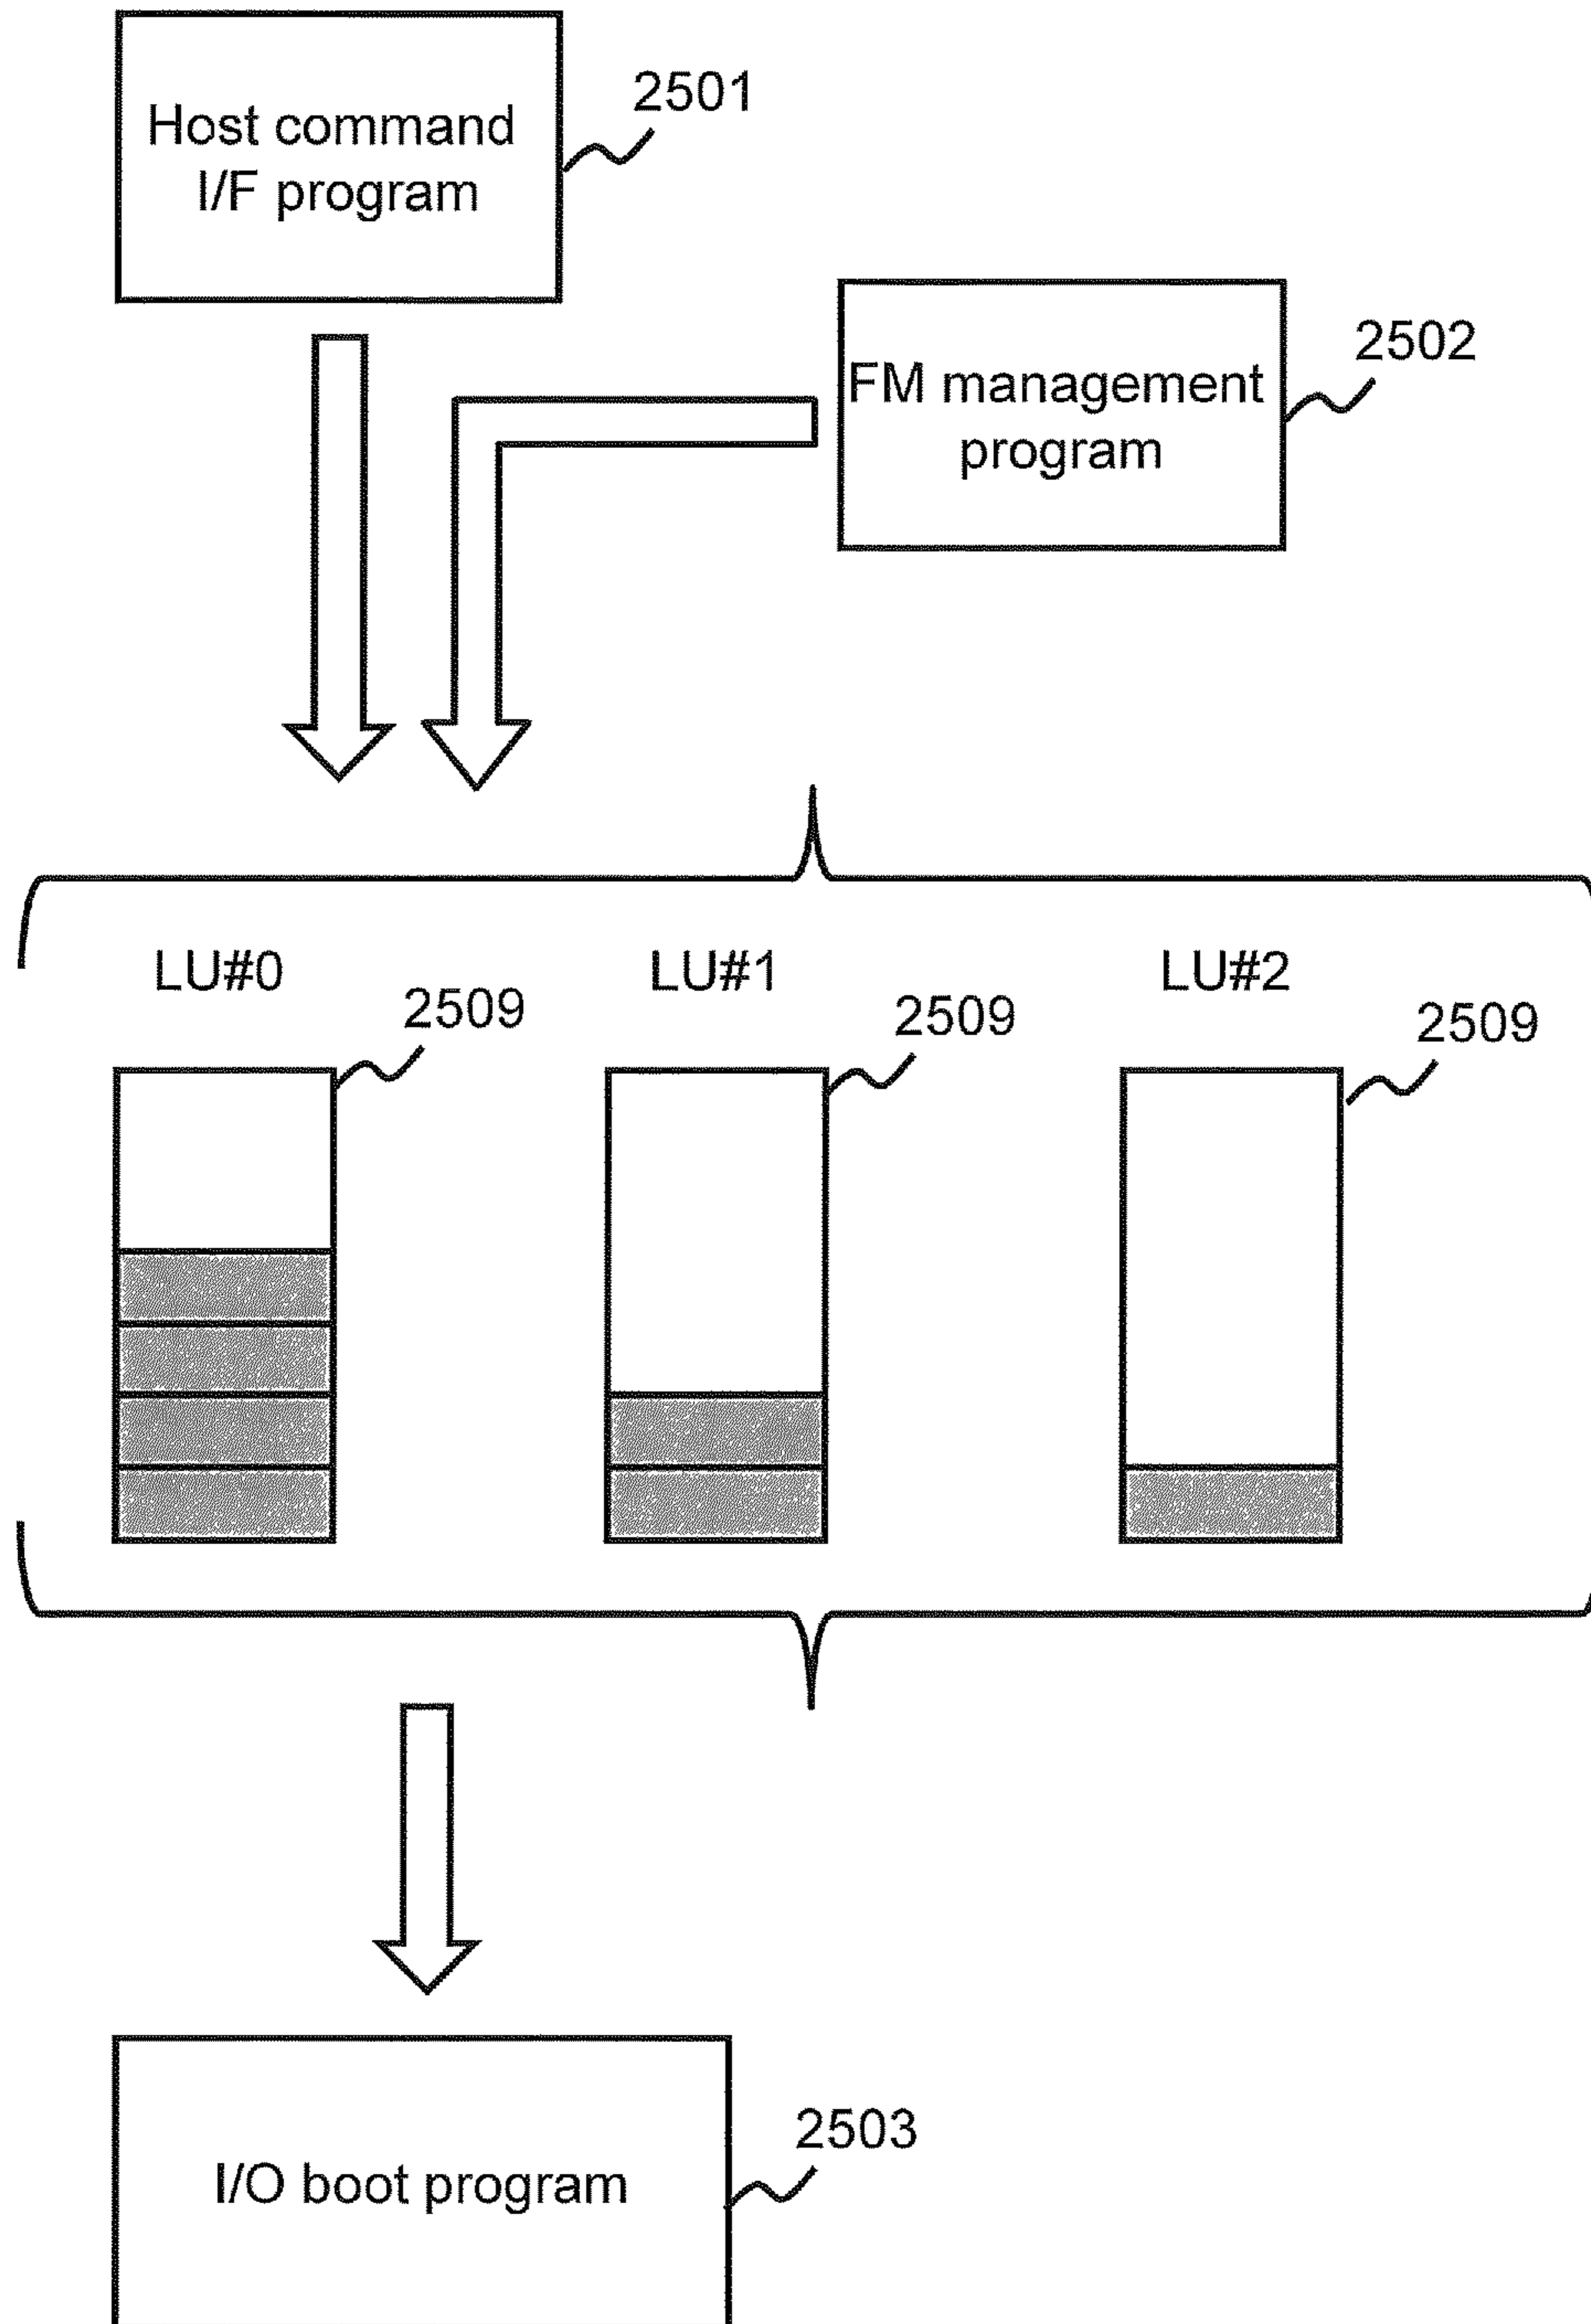 Host command
I/F program
2501
FM management
program
2502
LU#0
LU#1
LU#2
2509
2509
2509
I/O boot program
2503